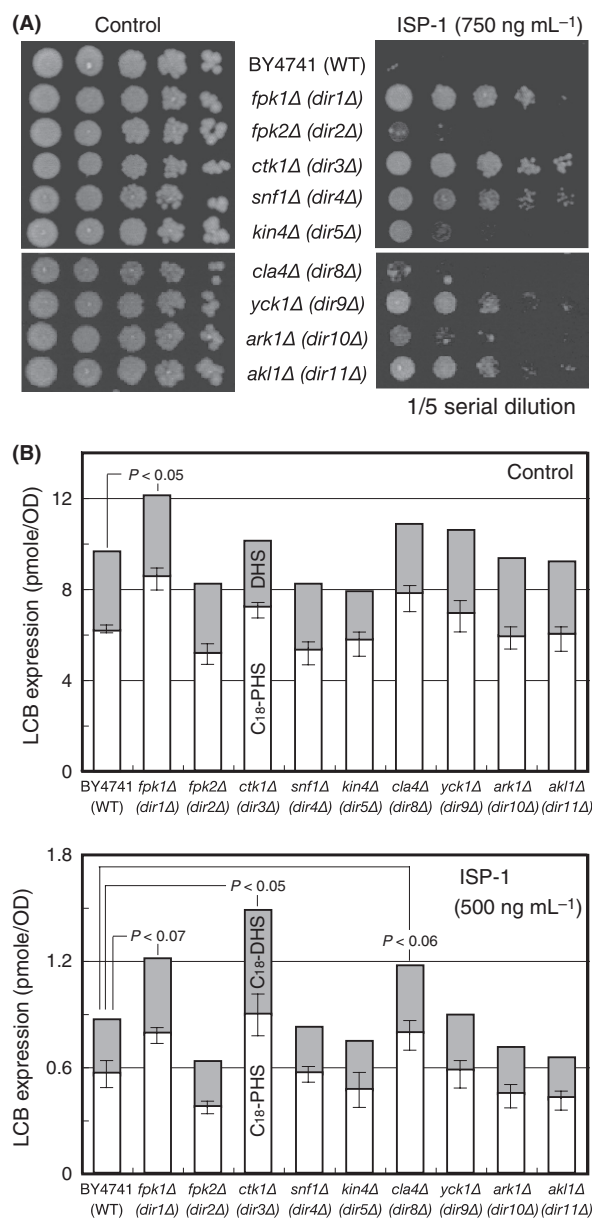 (A)
Control
ISP-1 (750 ng mL⁻¹)
BY4741 (WT)
fpk1Δ (dir1Δ)
fpk2Δ (dir2Δ)
ctk1Δ (dir3Δ)
snf1Δ (dir4Δ)
kin4Δ (dir5Δ)
cla4Δ (dir8Δ)
yck1Δ (dir9Δ)
ark1Δ (dir10Δ)
akl1Δ (dir11Δ)
1/5 serial dilution
(B)
Control
P < 0.05
LCB expression (pmole/OD)
12
8
4
0
DHS
C₁₈-PHS
BY4741 fpk1Δ fpk2Δ ctk1Δ snf1Δ kin4Δ cla4Δ yck1Δ ark1Δ akl1Δ
(WT) (dir1Δ) (dir2Δ) (dir3Δ) (dir4Δ) (dir5Δ) (dir8Δ) (dir9Δ) (dir10Δ) (dir11Δ)
ISP-1
(500 ng mL⁻¹)
P < 0.05
P < 0.07
P < 0.06
LCB expression (pmole/OD)
1.8
1.2
0.6
0
C₁₈-DHS
C₁₈-PHS
BY4741 fpk1Δ fpk2Δ ctk1Δ snf1Δ kin4Δ cla4Δ yck1Δ ark1Δ akl1Δ
(WT) (dir1Δ) (dir2Δ) (dir3Δ) (dir4Δ) (dir5Δ) (dir8Δ) (dir9Δ) (dir10Δ) (dir11Δ)